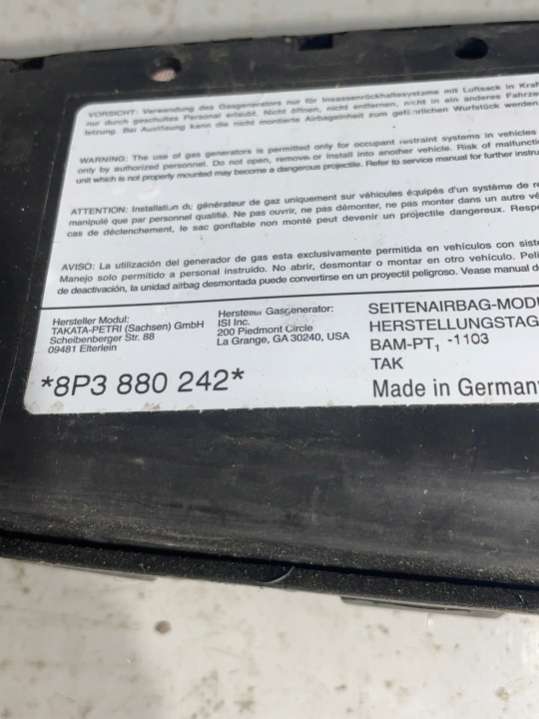 VORSICHT: Verwendung des Gasgenerators nur für Insassenrückhaltesysteme mit Luftsack in Kraf
nur durch geschultes Personal erlaubt. Nicht öffnen, nicht entfernen, nicht in ein anderes Fahrze
letzung. Bei Auslösung kann die nicht montierte Airbageinheit zum gefährlichen Wurfstück werden.
WARNING: The use of gas generators is permitted only for occupant restraint systems in vehicles
only by authorized personnel. Do not open, remove or install into another vehicle. Risk of malfunctio
unit which is not properly mounted may become a dangerous projectile. Refer to service manual for further instru
ATTENTION: Installation du générateur de gaz uniquement sur véhicules équipés d'un système de re
manipulé que par personnel qualifié. Ne pas ouvrir, ne pas démonter, ne pas monter dans un autre vé
cas de déclenchement, le sac gonflable non monté peut devenir un projectile dangereux. Respe
AVISO: La utilización del generador de gas esta exclusivamente permitida en vehículos con siste
Manejo solo permitido a personal instruido. No abrir, desmontar o montar en otro vehículo. Peli
de deactivación, la unidad airbag desmontada puede convertirse en un proyectil peligroso. Vease manual d
Hersteller Modul:
TAKATA-PETRI (Sachsen) GmbH
Scheibenberger Str. 88
09481 Elterlein
Hersteller Gasgenerator:
ISI Inc.
200 Piedmont Circle
La Grange, GA 30240, USA
*8P3 880 242*
SEITENAIRBAG-MODU
HERSTELLUNGSTAG
BAM-PT₁ -1103
TAK
Made in German